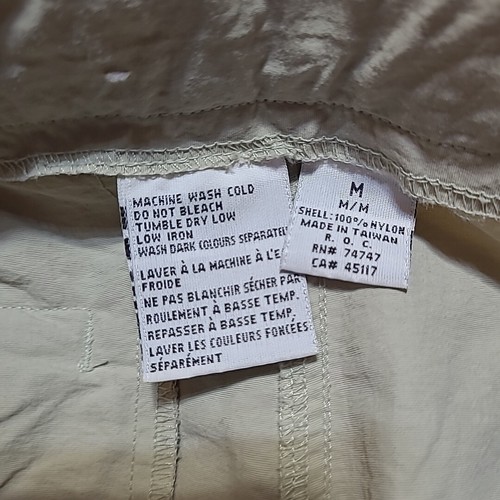 MACHINE WASH COLD
DO NOT BLEACH
TUMBLE DRY LOW
LOW IRON
WASH DARK COLOURS
LAVER À LA MACHINE À
FROIDE
NE PAS BLANCHIR SÉCHER PAR
ROULEMENT À BASSE TEMP.
REPASSER À BASSE TEMP.
LAVER LES COULEURS FONCÉES
SÉPARÉMENT
M
M/M
SHELL:100% NYLON
MADE IN TAIWAN
R. O. C.
RN# 74747
CA# 45117